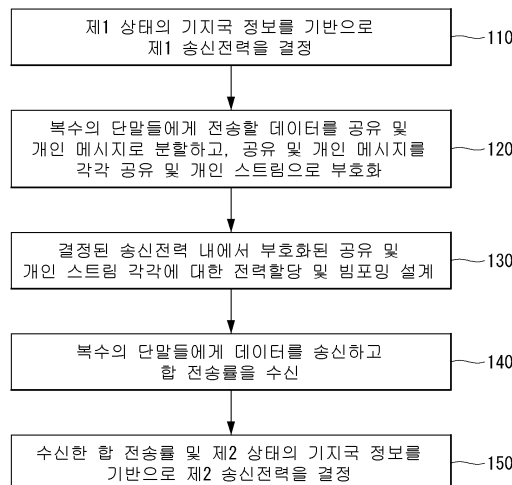 제1 상태의 기지국 정보를 기반으로
제1 송신전력을 결정
110
복수의 단말들에게 전송할 데이터를 공유 및
개인 메시지로 분할하고, 공유 및 개인 메시지를
각각 공유 및 개인 스트림으로 부호화
120
결정된 송신전력 내에서 부호화된 공유 및
개인 스트림 각각에 대한 전력할당 및 빔포밍 설계
130
복수의 단말들에게 데이터를 송신하고
합 전송률을 수신
140
수신한 합 전송률 및 제2 상태의 기지국 정보를
기반으로 제2 송신전력을 결정
150